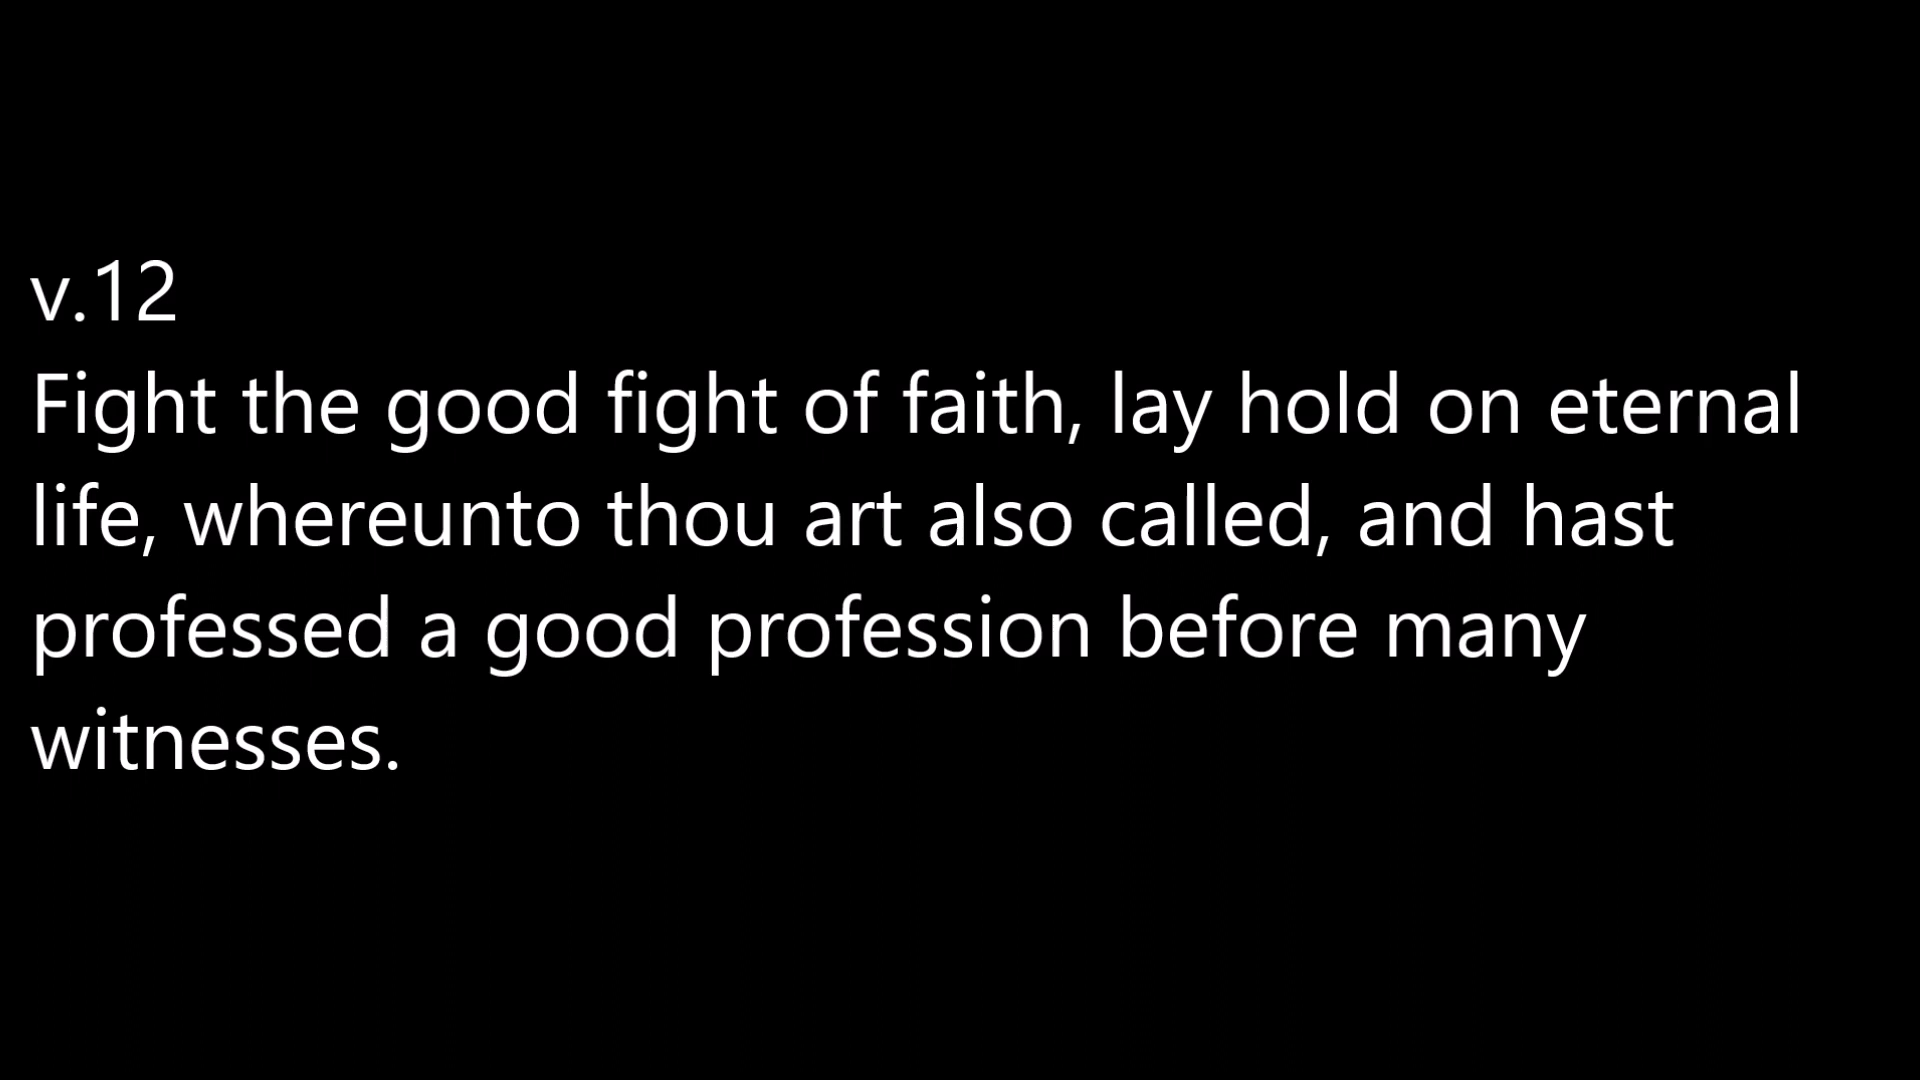 v.12
Fight the good fight of faith, lay hold on eternal
life, whereunto thou art also called, and hast
professed a good profession before many
witnesses.